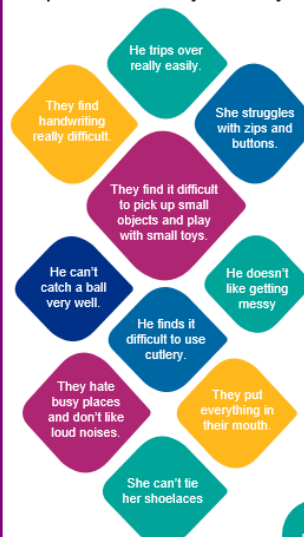 He trips over
really easily.
They find
handwriting
really difficult.
She struggles
with zips and
buttons.
They find it difficult
to pick up small
objects and play
with small toys.
He can't
catch a ball
very well.
He doesn't
like getting
messy
He finds it
difficult to use
cutlery.
They hate
busy places
and don't like
loud noises.
They put
everything in
their mouth.
She can't tie
her shoelaces